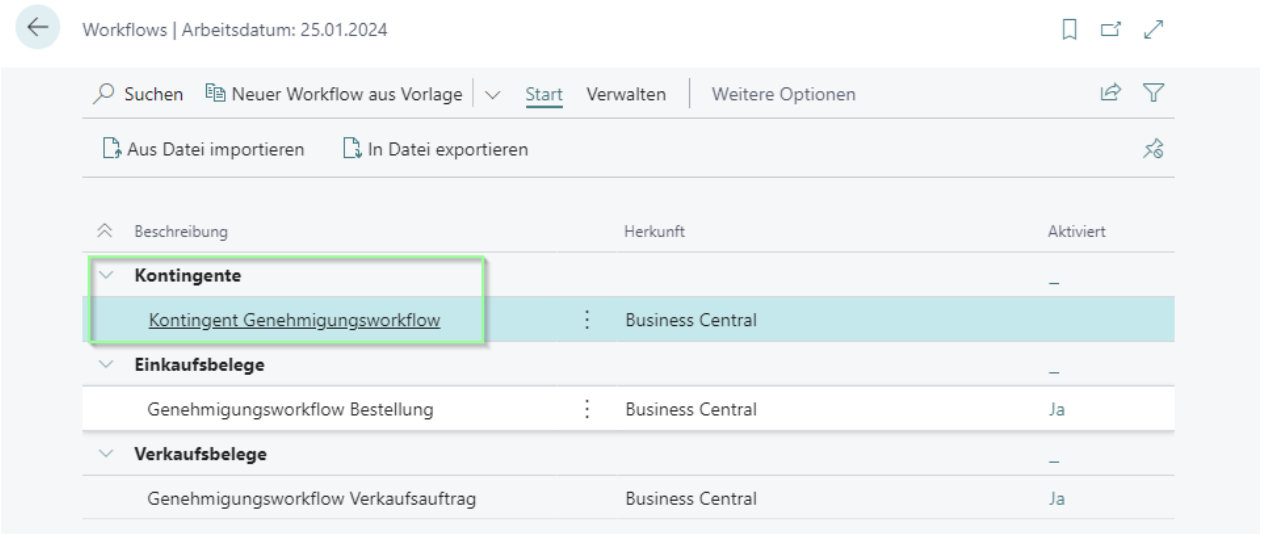 Workflows | Arbeitsdatum: 25.01.2024
Suchen Neuer Workflow aus Vorlage Start Verwalten Weitere Optionen
Aus Datei importieren In Datei exportieren
Beschreibung Herkunft Aktiviert
Kontingente _
Kontingent Genehmigungsworkflow Business Central
Einkaufsbelege _
Genehmigungsworkflow Bestellung Business Central Ja
Verkaufsbelege _
Genehmigungsworkflow Verkaufsauftrag Business Central Ja